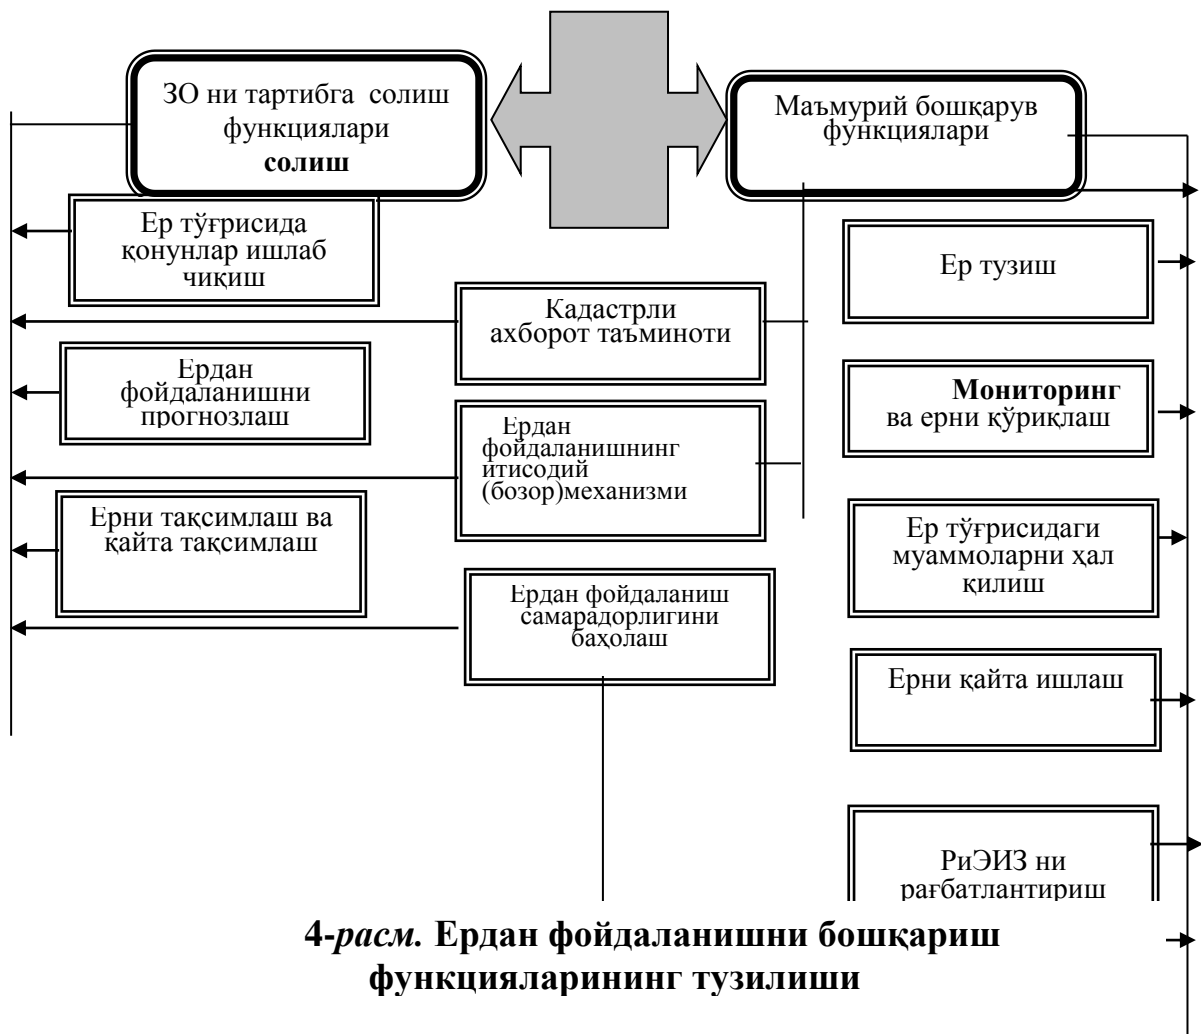 ЗО ни тартибга солиш
функциялари
солиш
Маъмурий бошқарув
функциялари
Ер тўғрисида
қонунлар ишлаб
чиқиш
Ер тузиш
Кадастрли
ахборот таъминоти
Ердан
фойдаланишни
прогнозлаш
Мониторинг
ва ерни қўриқлаш
Ердан
фойдаланишнинг
итисодий
(бозор)механизми
Ерни тақсимлаш ва
қайта тақсимлаш
Ер тўғрисидаги
муаммоларни ҳал
қилиш
Ердан фойдаланиш
самарадорлигини
баҳолаш
Ерни қайта ишлаш
РиЭИЗ ни
рағбатлантириш
4-расм. Ердан фойдаланишни бошқариш
функцияларининг тузилиши